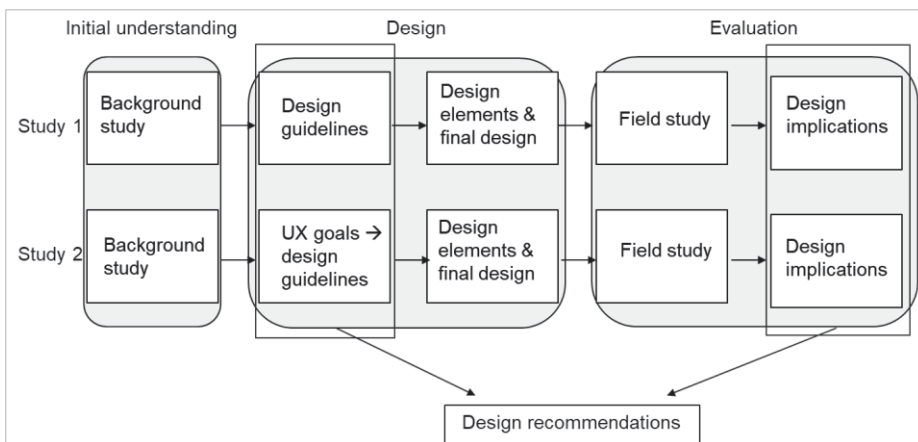 Initial understanding
Design
Evaluation
Study 1
Background
study
Design
guidelines
Design
elements &
final design
Field study
Design
implications
Study 2
Background
study
UX goals →
design
guidelines
Design
elements &
final design
Field study
Design
implications
Design recommendations